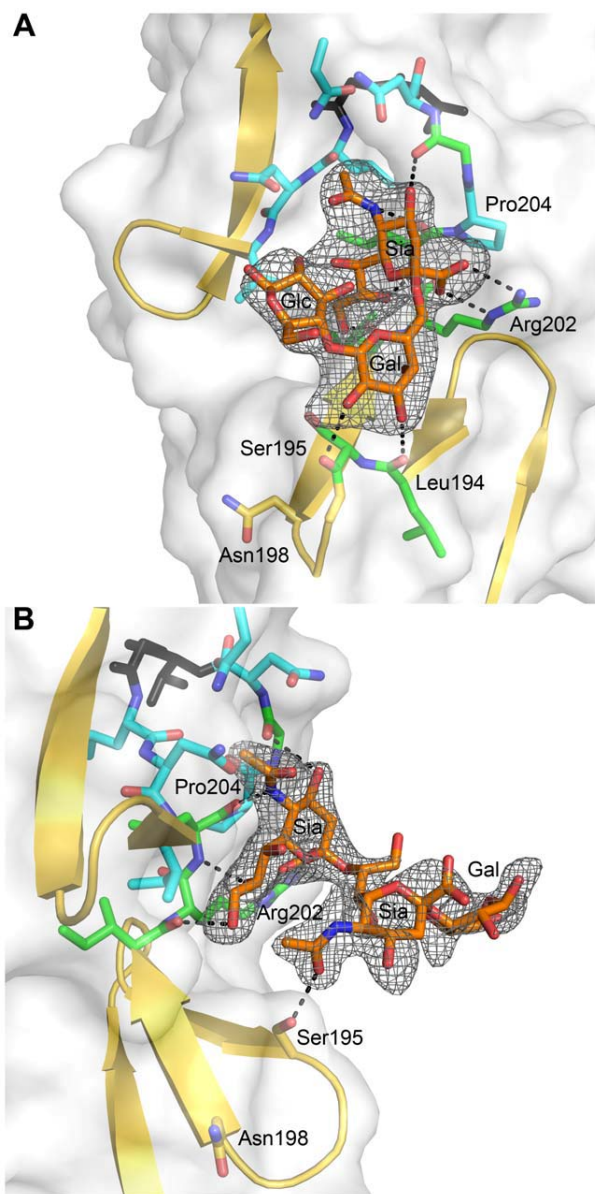 A
Pro204
Sia
Glc
Arg202
Gal
Ser195
Leu194
Asn198
B
Pro204
Sia
Gal
Arg202
Sia
Ser195
Asn198